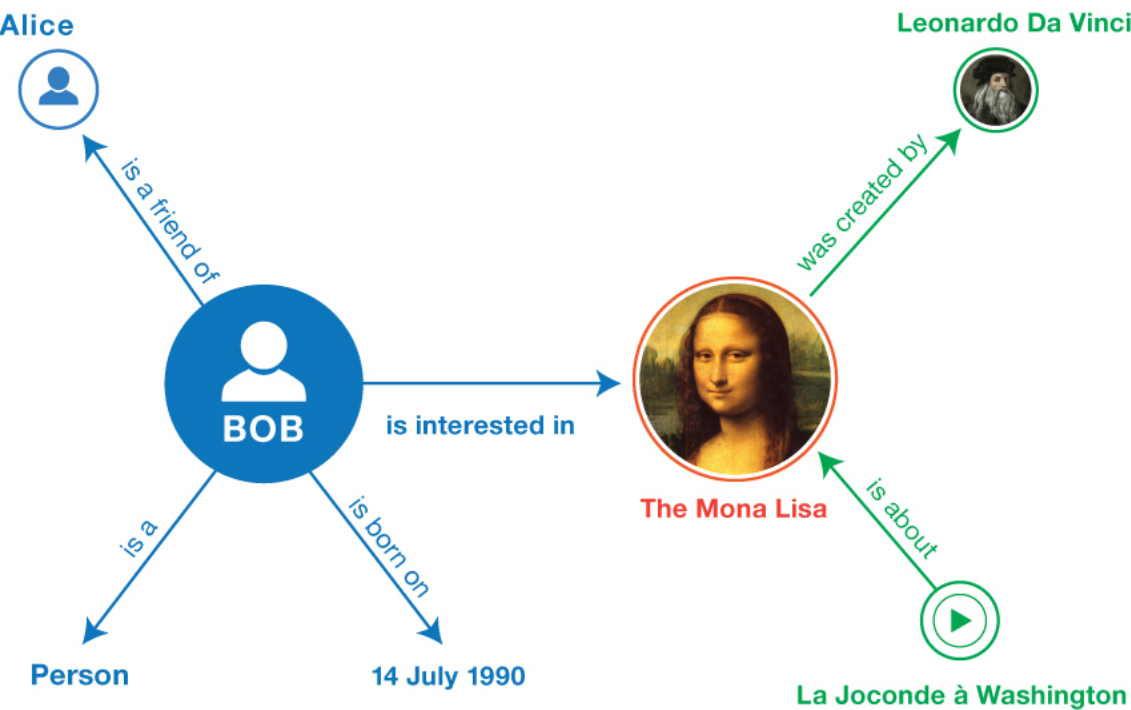 Alice
Leonardo Da Vinci
is a friend of
was created by
BOB
is interested in
The Mona Lisa
is a
is born on
is about
Person
14 July 1990
La Joconde à Washington